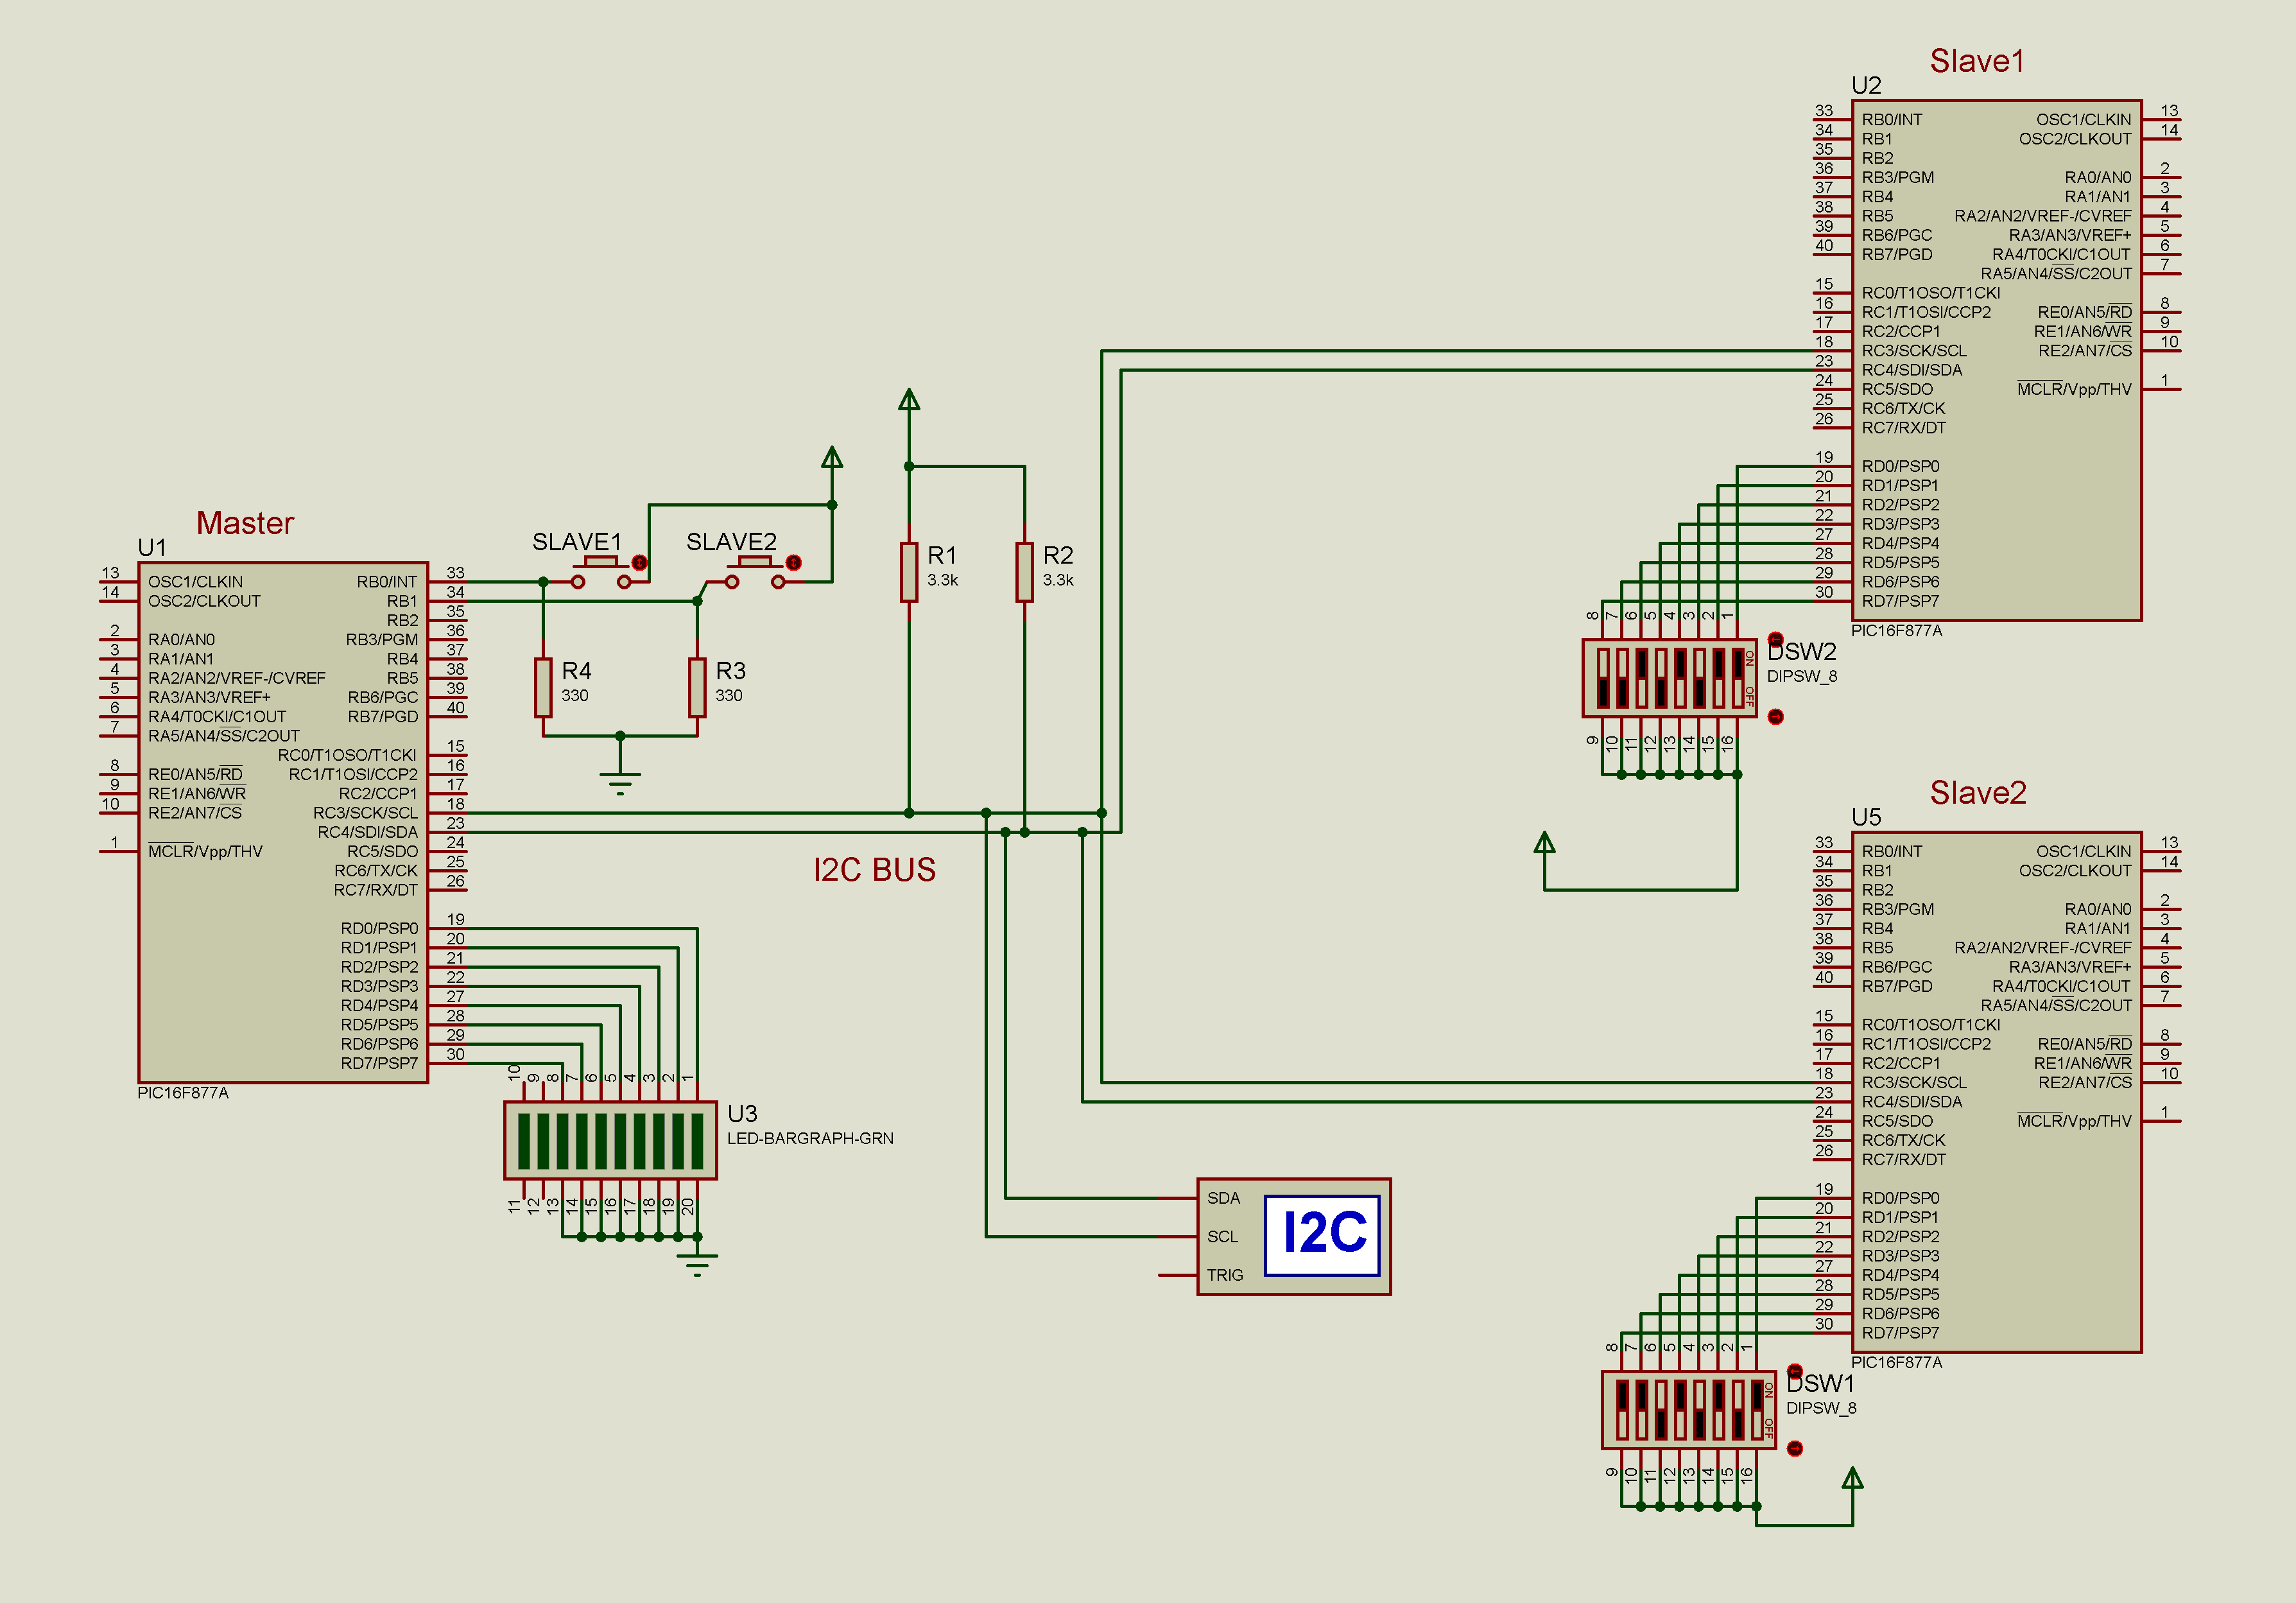 Slave1
U2
33 RB0/INT OSC1/CLKIN 13
34 RB1 OSC2/CLKOUT 14
35 RB2
36 RB3/PGM RA0/AN0 2
37 RB4 RA1/AN1 3
38 RB5 RA2/AN2/VREF-/CVREF 4
39 RB6/PGC RA3/AN3/VREF+ 5
40 RB7/PGD RA4/T0CKI/C1OUT 6
RA5/AN4/SS/C2OUT 7
15 RC0/T1OSO/T1CKI
16 RC1/T1OSI/CCP2 RE0/AN5/RD 8
17 RC2/CCP1 RE1/AN6/WR 9
18 RC3/SCK/SCL RE2/AN7/CS 10
23 RC4/SDI/SDA
24 RC5/SDO MCLR/Vpp/THV 1
25 RC6/TX/CK
26 RC7/RX/DT
19 RD0/PSP0
20 RD1/PSP1
21 RD2/PSP2
22 RD3/PSP3
27 RD4/PSP4
28 RD5/PSP5
29 RD6/PSP6
30 RD7/PSP7
PIC16F877A
8 7 6 5 4 3 2 1
ON
OFF
DSW2
DIPSW_8
9 10 11 12 13 14 15 16
Master
U1
13 OSC1/CLKIN RB0/INT 33
14 OSC2/CLKOUT RB1 34
RB2 35
2 RA0/AN0 RB3/PGM 36
3 RA1/AN1 RB4 37
4 RA2/AN2/VREF-/CVREF RB5 38
5 RA3/AN3/VREF+ RB6/PGC 39
6 RA4/T0CKI/C1OUT RB7/PGD 40
7 RA5/AN4/SS/C2OUT
RC0/T1OSO/T1CKI 15
8 RE0/AN5/RD RC1/T1OSI/CCP2 16
9 RE1/AN6/WR RC2/CCP1 17
10 RE2/AN7/CS RC3/SCK/SCL 18
RC4/SDI/SDA 23
1 MCLR/Vpp/THV RC5/SDO 24
RC6/TX/CK 25
RC7/RX/DT 26
RD0/PSP0 19
RD1/PSP1 20
RD2/PSP2 21
RD3/PSP3 22
RD4/PSP4 27
RD5/PSP5 28
RD6/PSP6 29
RD7/PSP7 30
PIC16F877A
SLAVE1
SLAVE2
R4
330
R3
330
R1
3.3k
R2
3.3k
I2C BUS
10 9 8 7 6 5 4 3 2 1
U3
LED-BARGRAPH-GRN
11 12 13 14 15 16 17 18 19 20
SDA
SCL
TRIG
I2C
Slave2
U5
33 RB0/INT OSC1/CLKIN 13
34 RB1 OSC2/CLKOUT 14
35 RB2
36 RB3/PGM RA0/AN0 2
37 RB4 RA1/AN1 3
38 RB5 RA2/AN2/VREF-/CVREF 4
39 RB6/PGC RA3/AN3/VREF+ 5
40 RB7/PGD RA4/T0CKI/C1OUT 6
RA5/AN4/SS/C2OUT 7
15 RC0/T1OSO/T1CKI
16 RC1/T1OSI/CCP2 RE0/AN5/RD 8
17 RC2/CCP1 RE1/AN6/WR 9
18 RC3/SCK/SCL RE2/AN7/CS 10
23 RC4/SDI/SDA
24 RC5/SDO MCLR/Vpp/THV 1
25 RC6/TX/CK
26 RC7/RX/DT
19 RD0/PSP0
20 RD1/PSP1
21 RD2/PSP2
22 RD3/PSP3
27 RD4/PSP4
28 RD5/PSP5
29 RD6/PSP6
30 RD7/PSP7
PIC16F877A
8 7 6 5 4 3 2 1
ON
OFF
DSW1
DIPSW_8
9 10 11 12 13 14 15 16